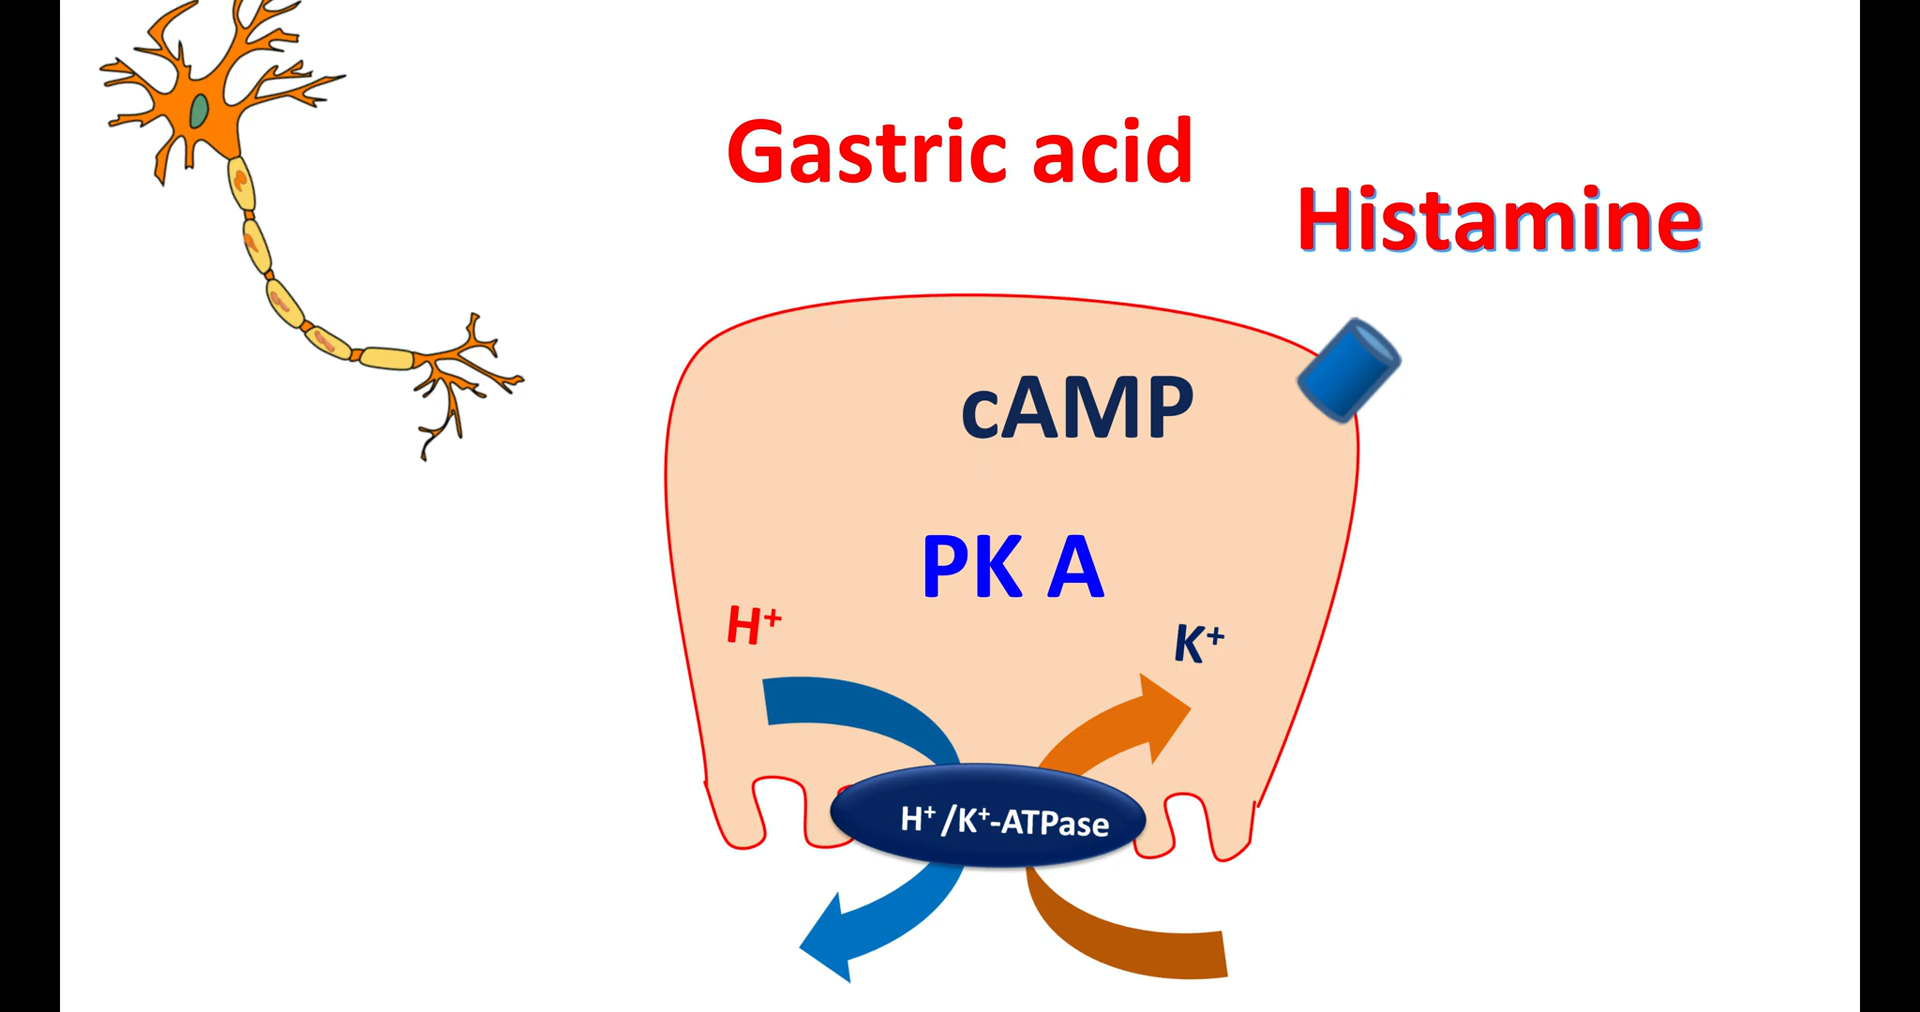 Gastric acid
Histamine
cAMP
PK A
H⁺
K⁺
H⁺/K⁺-ATPase